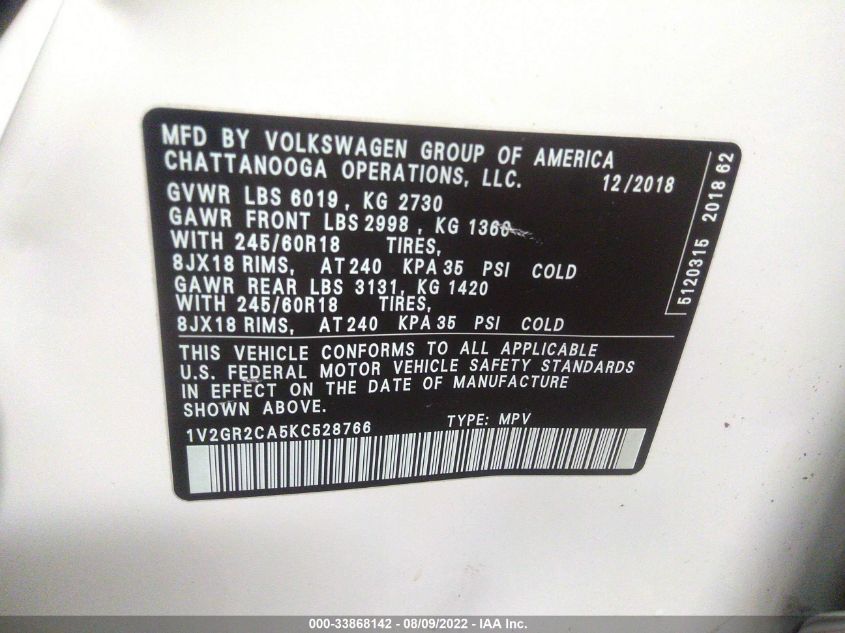 MFD BY VOLKSWAGEN GROUP OF AMERICA
CHATTANOOGA OPERATIONS, LLC. 12/2018
GVWR LBS 6019, KG 2730
GAWR FRONT LBS 2998, KG 1360
WITH 245/60R18 TIRES,
8JX18 RIMS, AT 240 KPA 35 PSI COLD
GAWR REAR LBS 3131, KG 1420
WITH 245/60R18 TIRES,
8JX18 RIMS, AT 240 KPA 35 PSI COLD
THIS VEHICLE CONFORMS TO ALL APPLICABLE
U.S. FEDERAL MOTOR VEHICLE SAFETY STANDARDS
IN EFFECT ON THE DATE OF MANUFACTURE
SHOWN ABOVE.
1V2GR2CA5KC528766 TYPE: MPV
5120315 2018 62
000-33868142 - 08/09/2022 - IAA Inc.